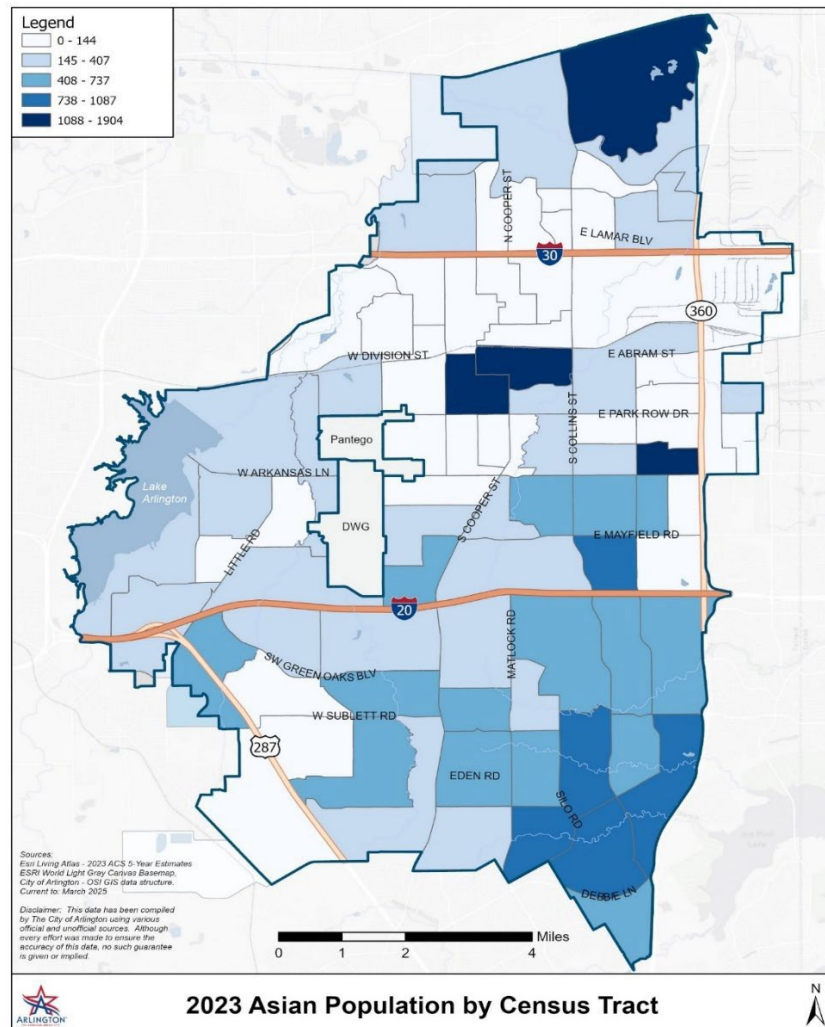 Legend
0 - 144
145 - 407
408 - 737
738 - 1087
1088 - 1904
N COOPER ST
E LAMAR BLV
30
360
W DIVISION ST
E ABRAM ST
S COLLINS ST
E PARK ROW DR
Pantego
W ARKANSAS LN
Lake
Arlington
DWG
S COOPER ST
LITTLE RD
E MAYFIELD RD
20
MATLOCK RD
SW GREEN OAKS BLV
W SUBLETT RD
287
EDEN RD
SILO RD
DEBBIE LN
Sources:
Esri Living Atlas - 2023 ACS 5-Year Estimates
ESRI World Light Gray Canvas Basemap,
City of Arlington - OSI GIS data structure.
Current to: March 2025
Disclaimer: This data has been compiled
by The City of Arlington using various
official and unofficial sources. Although
every effort was made to ensure the
accuracy of this data, no such guarantee
is given or implied.
0 1 2 4 Miles
ARLINGTON
2023 Asian Population by Census Tract
N